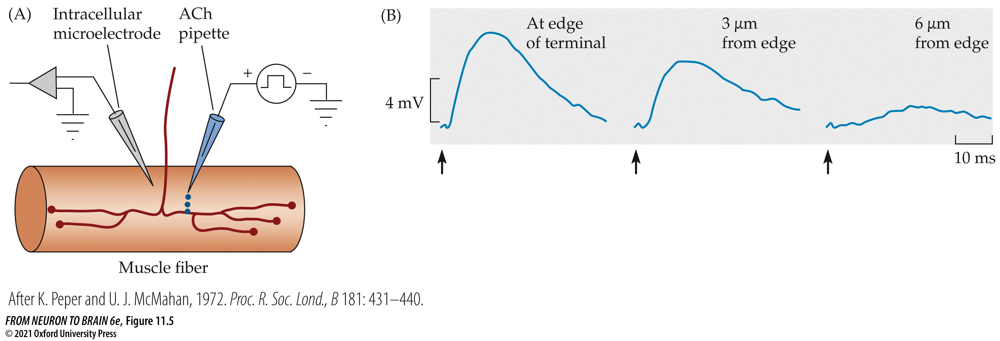 (A)
Intracellular
microelectrode
ACh
pipette
+
−
Muscle fiber
(B)
At edge
of terminal
3 μm
from edge
6 μm
from edge
4 mV
10 ms
After K. Peper and U. J. McMahan, 1972. Proc. R. Soc. Lond., B 181: 431–440.
FROM NEURON TO BRAIN 6e, Figure 11.5
© 2021 Oxford University Press